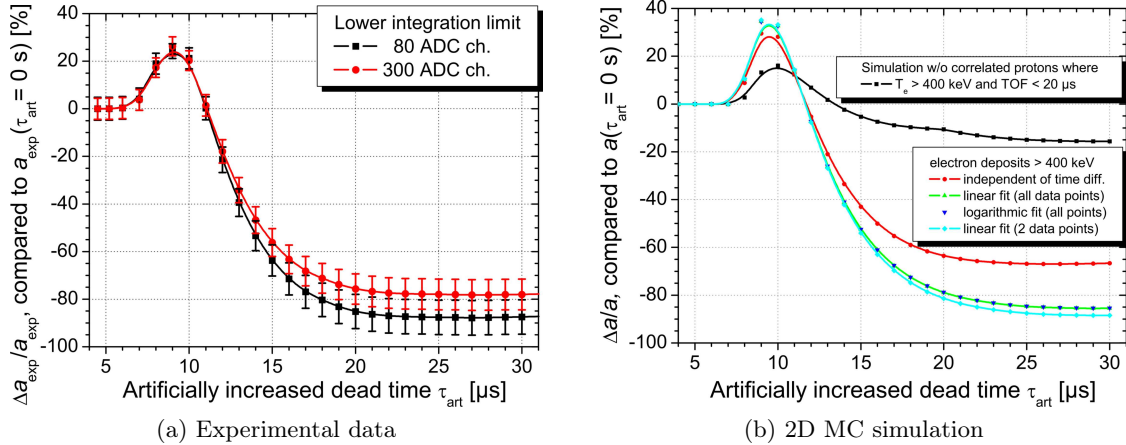 Δa_exp/a_exp, compared to a_exp(τ_art = 0 s) [%]
40
20
0
-20
-40
-60
-80
-100
Lower integration limit
80 ADC ch.
300 ADC ch.
5
10
15
20
25
30
Artificially increased dead time τ_art [µs]
(a) Experimental data
Δa/a, compared to a(τ_art = 0 s) [%]
40
20
0
-20
-40
-60
-80
-100
Simulation w/o correlated protons where
T_e > 400 keV and TOF < 20 µs
electron deposits > 400 keV
independent of time diff.
linear fit (all data points)
logarithmic fit (all points)
linear fit (2 data points)
5
10
15
20
25
30
Artificially increased dead time τ_art [µs]
(b) 2D MC simulation